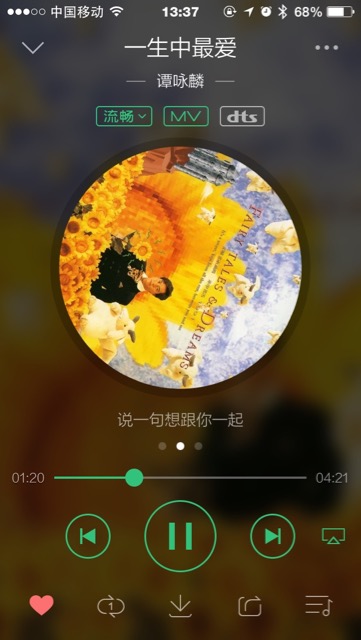 中国移动 13:37 68%
一生中最爱
谭咏麟
流畅 MV dts
FAIRY TALES & DREAMS
说一句想跟你一起
01:20 04:21
1